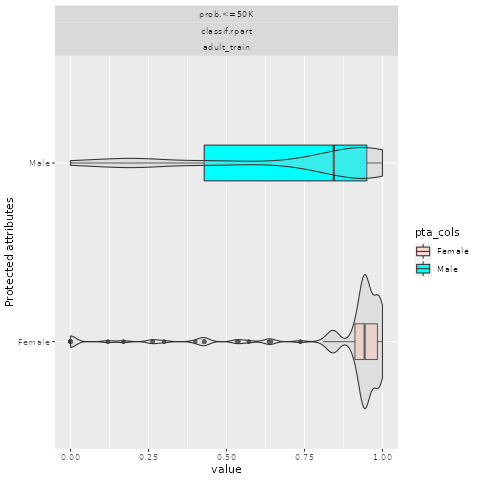 prob.<=50K
classif.rpart
adult_train
Protected attributes
Male
Female
0.00 0.25 0.50 0.75 1.00
value
pta_cols
Female
Male